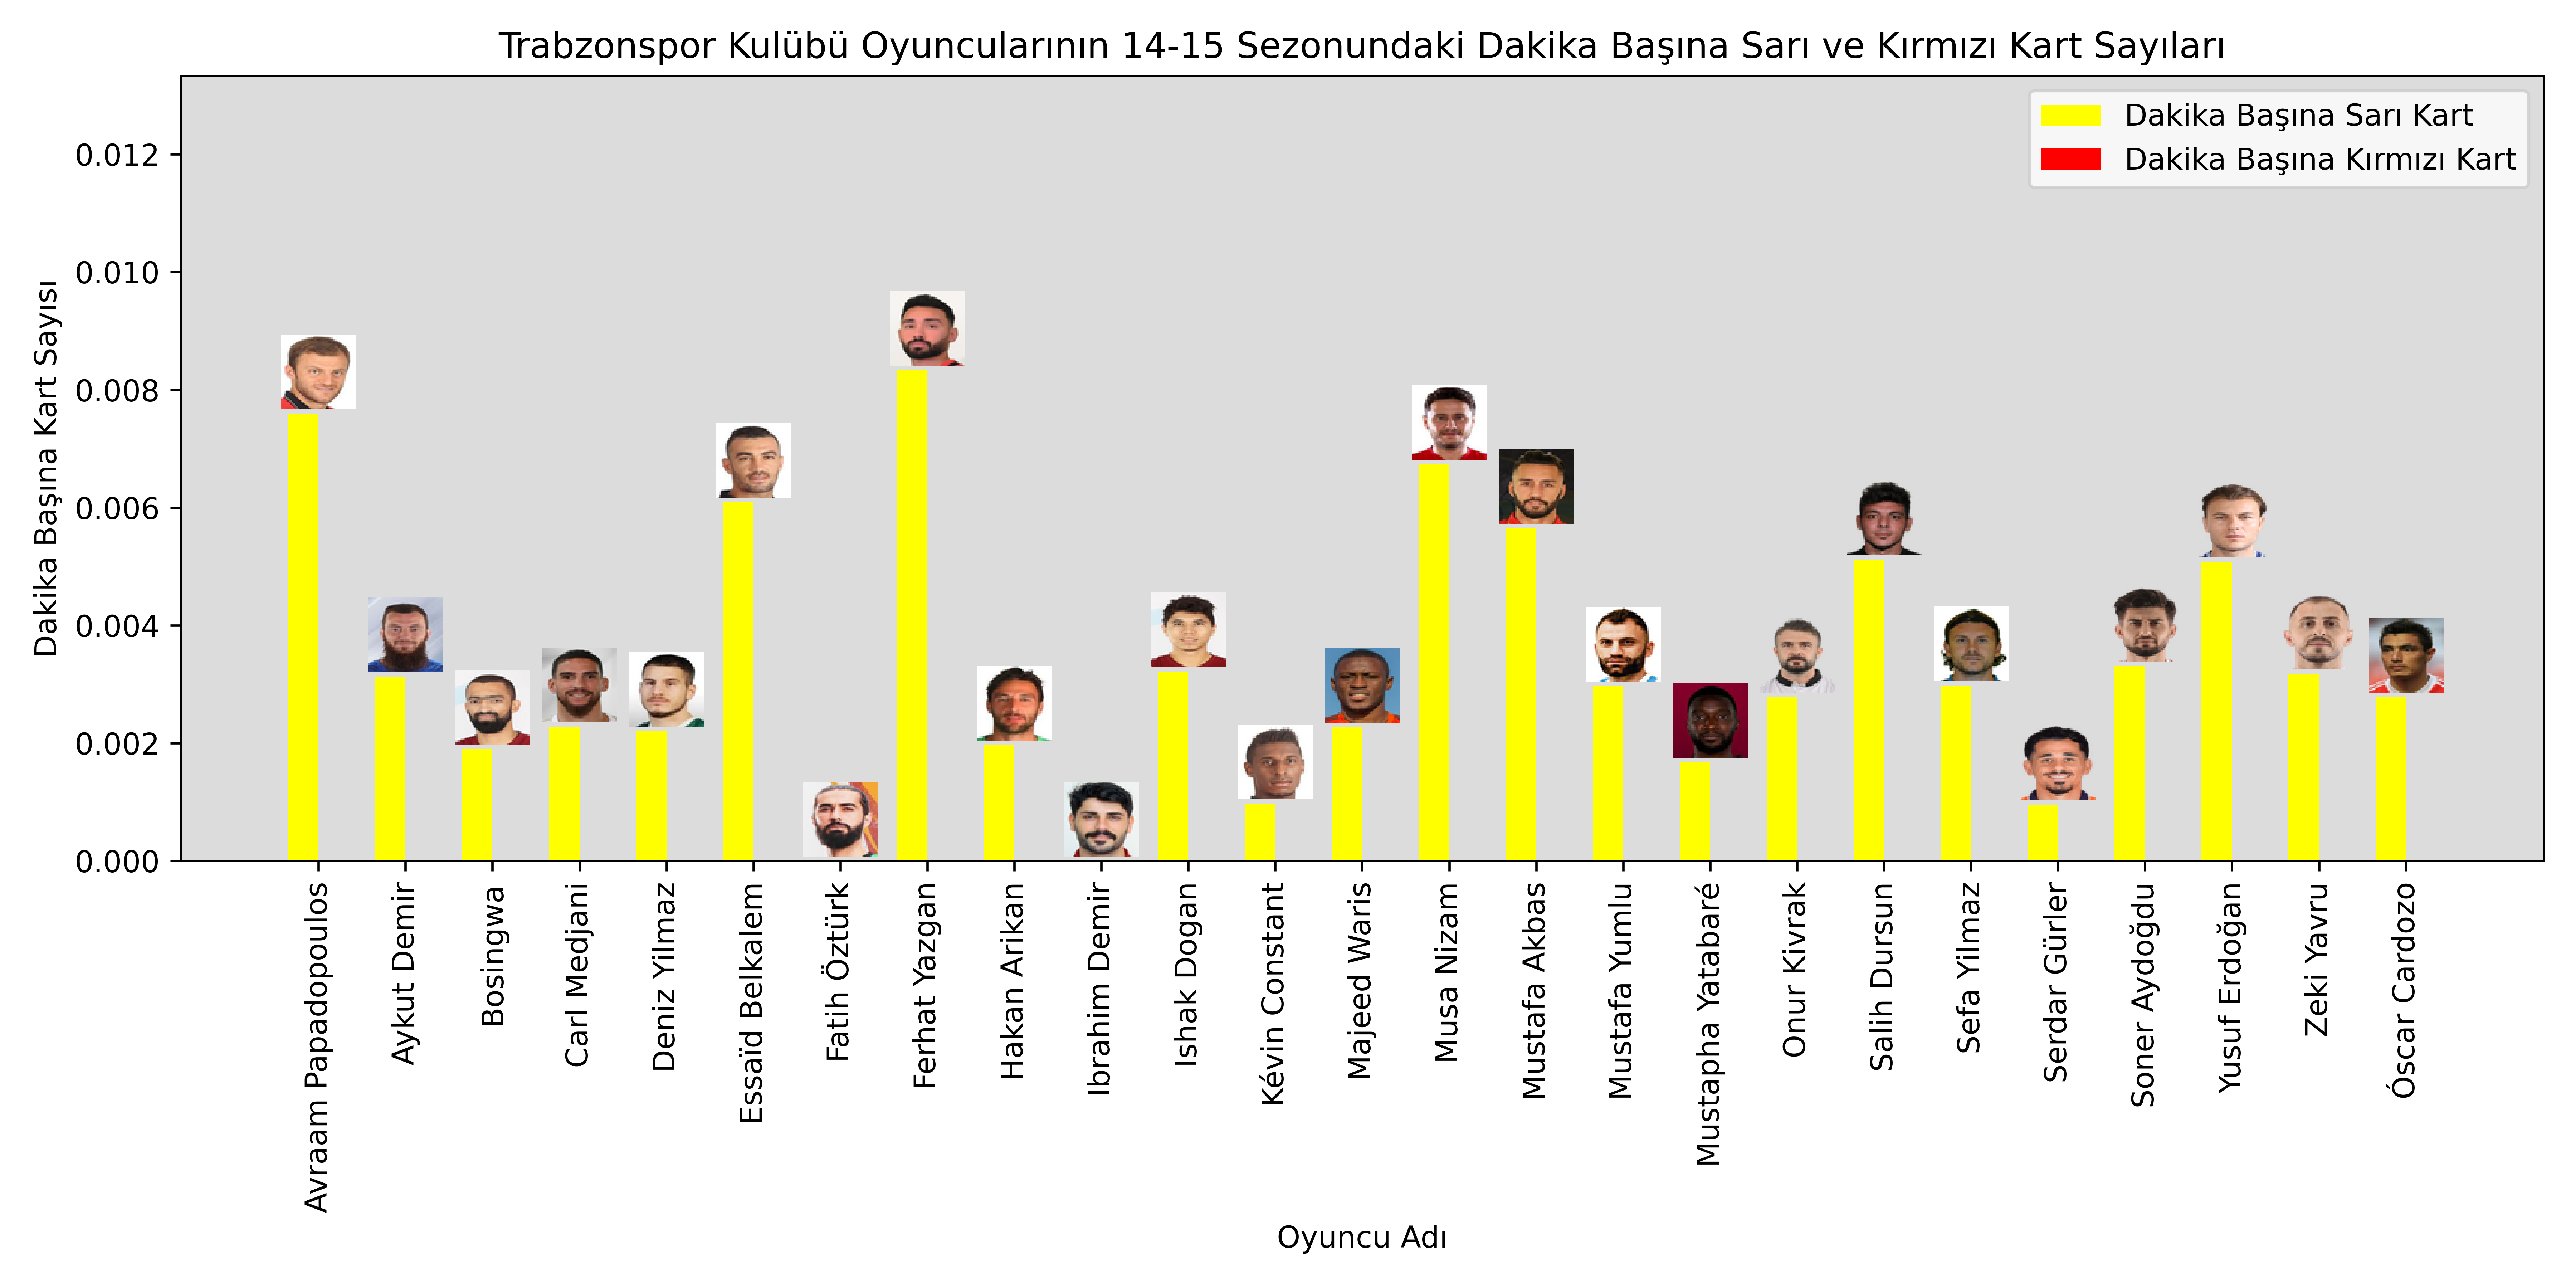 Trabzonspor Kulübü Oyuncularının 14-15 Sezonundaki Dakika Başına Sarı ve Kırmızı Kart Sayıları
Dakika Başına Sarı Kart
Dakika Başına Kırmızı Kart
Dakika Başına Kart Sayısı
0.012
0.010
0.008
0.006
0.004
0.002
0.000
Avraam Papadopoulos
Aykut Demir
Bosingwa
Carl Medjani
Deniz Yilmaz
Essaïd Belkalem
Fatih Öztürk
Ferhat Yazgan
Hakan Arikan
Ibrahim Demir
Ishak Dogan
Kévin Constant
Majeed Waris
Musa Nizam
Mustafa Akbas
Mustafa Yumlu
Mustapha Yatabaré
Onur Kivrak
Salih Dursun
Sefa Yilmaz
Serdar Gürler
Soner Aydoğdu
Yusuf Erdoğan
Zeki Yavru
Óscar Cardozo
Oyuncu Adı